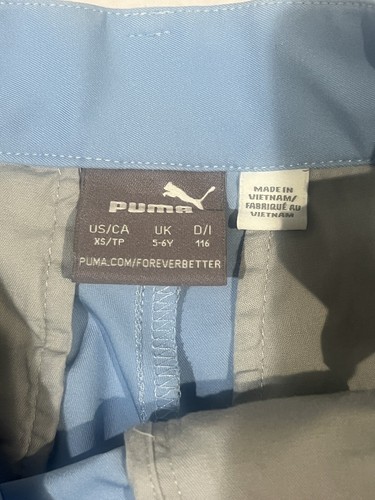 PUMA
US/CA UK D/I
XS/TP 5-6Y 116
PUMA.COM/FOREVERBETTER
MADE IN
VIETNAM/
FABRIQUÉ AU
VIETNAM